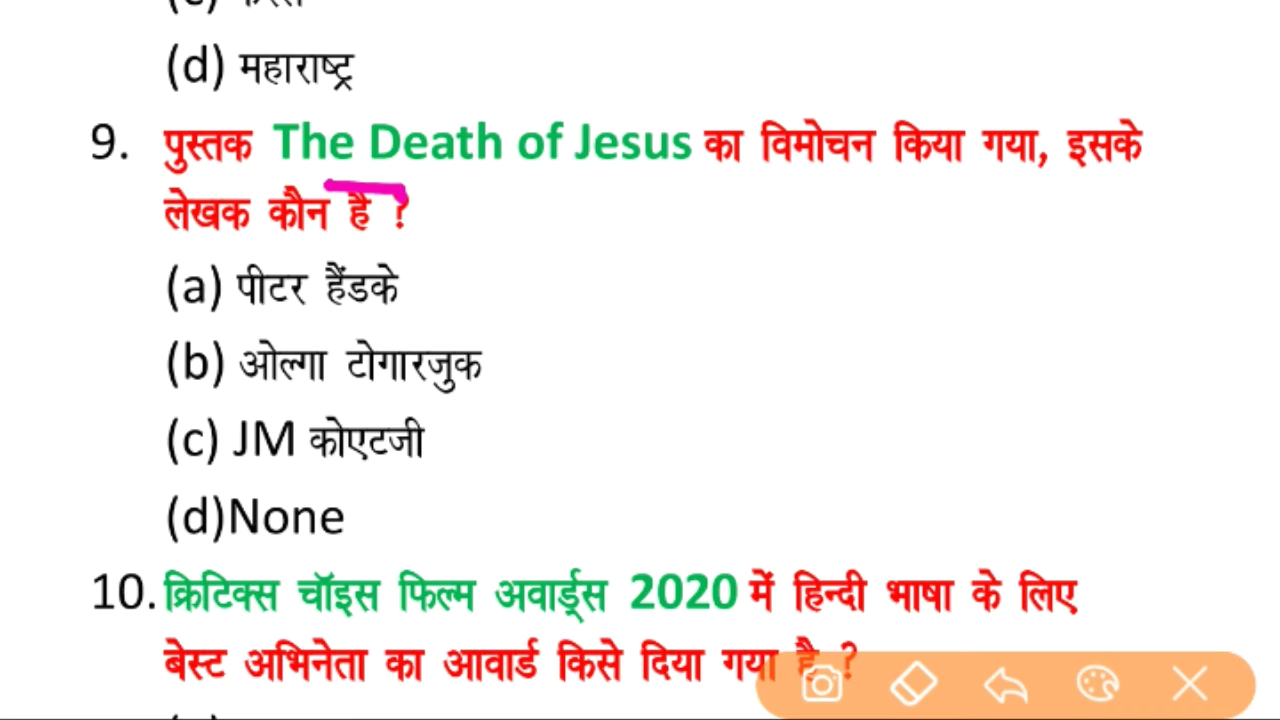 (d) महाराष्ट्र
9. पुस्तक The Death of Jesus का विमोचन किया गया, इसके
लेखक कौन है ?
(a) पीटर हैंडके
(b) ओल्गा टोगारजुक
(c) JM कोएटजी
(d)None
10. क्रिटिक्स चॉइस फिल्म अवार्ड्स 2020 में हिन्दी भाषा के लिए
बेस्ट अभिनेता का आवार्ड किसे दिया गया है ?